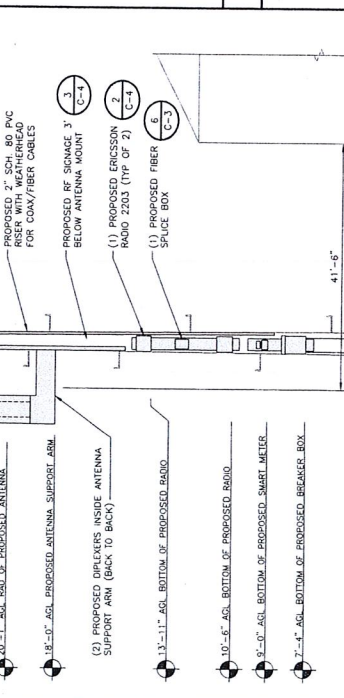 PROPOSED 2" SCH. 80 PVC
RISER WITH WEATHERHEAD
FOR COAX/FIBER CABLES
PROPOSED RF SIGNAGE 3'
BELOW ANTENNA MOUNT
3
C-4
(1) PROPOSED ERICSSON
RADIO 2203 (TYP OF 2)
2
C-4
(1) PROPOSED FIBER
SPLICE BOX
6
C-3
41'-6"
20'-1" AGL RAD OF PROPOSED ANTENNA
18'-0" AGL PROPOSED ANTENNA SUPPORT ARM
(2) PROPOSED DIPLEXERS INSIDE ANTENNA
SUPPORT ARM (BACK TO BACK)
13'-11" AGL BOTTOM OF PROPOSED RADIO
10'-6" AGL BOTTOM OF PROPOSED RADIO
9'-0" AGL BOTTOM OF PROPOSED SMART METER
7'-4" AGL BOTTOM OF PROPOSED BREAKER BOX